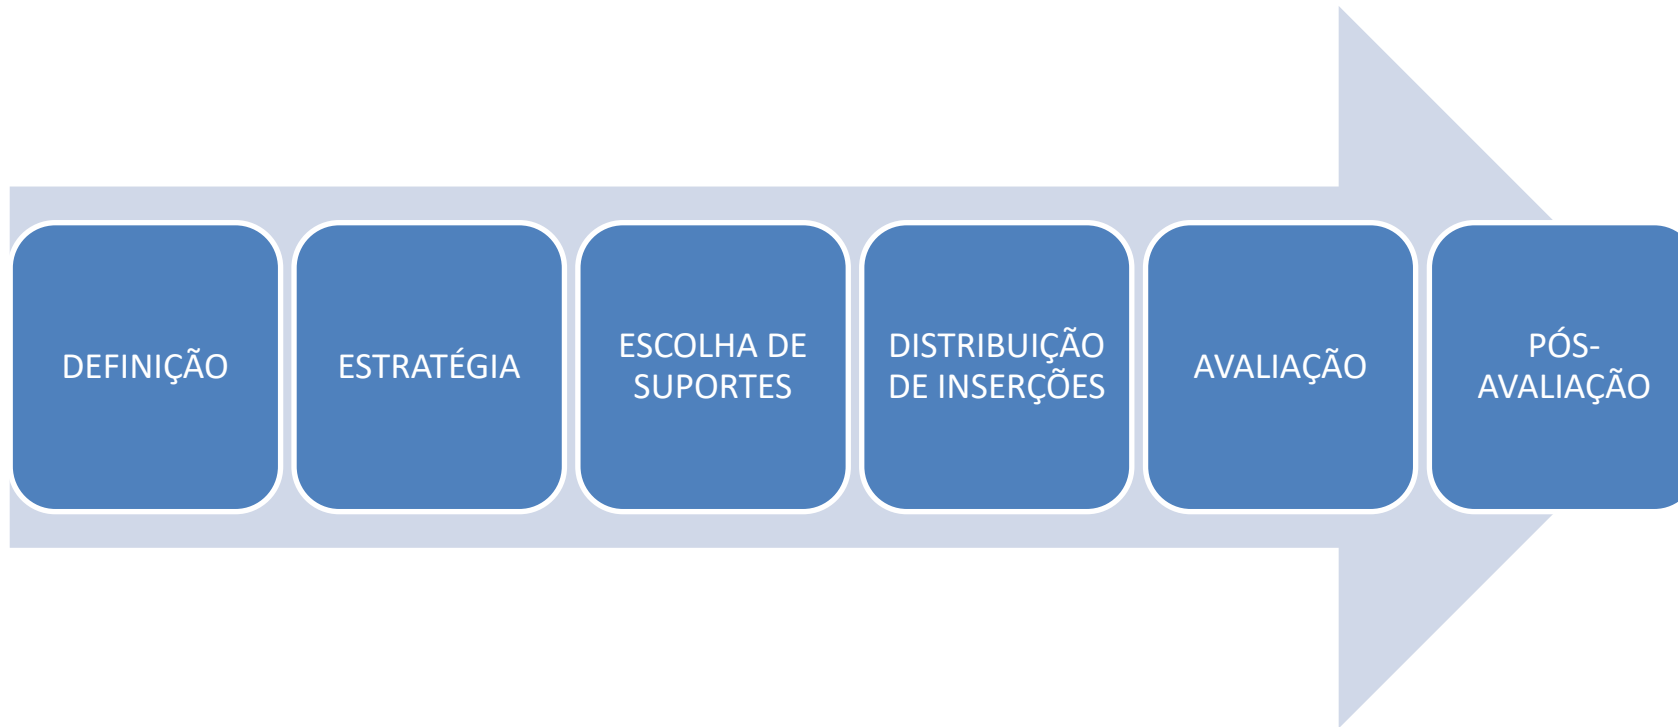 DEFINIÇÃO
ESTRATÉGIA
ESCOLHA DE
SUPORTES
DISTRIBUIÇÃO
DE INSERÇÕES
AVALIAÇÃO
PÓS-
AVALIAÇÃO